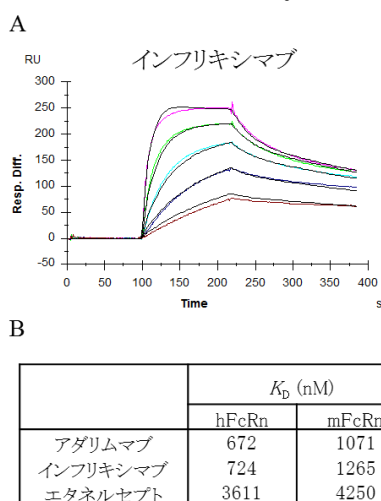 A
RU インフリキシマブ
300
250
200
150
100
50
0
-50
Resp. Diff.
0 50 100 150 200 250 300 350 400
Time s
B
K_D (nM)
hFcRn mFcRn
アダリムマブ 672 1071
インフリキシマブ 724 1265
エタネルセプト 3611 4250